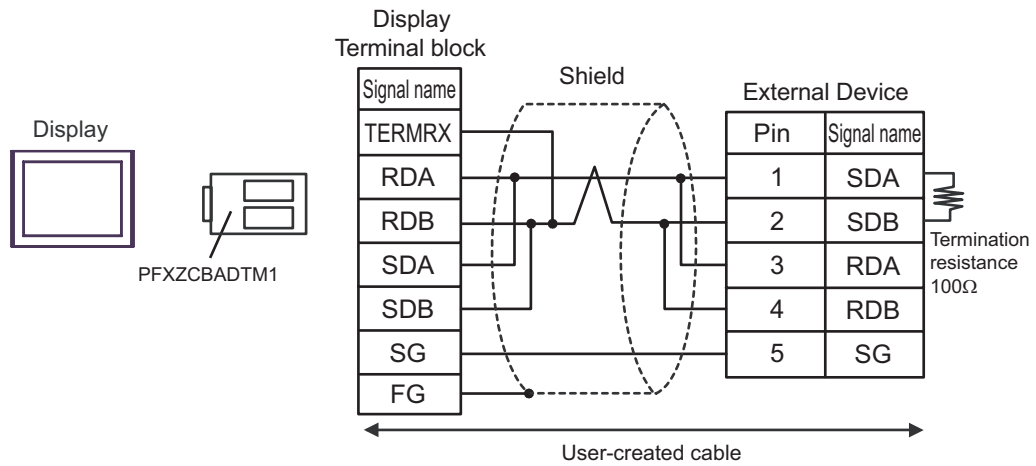 Display
Terminal block
Signal name
TERMRX
RDA
RDB
SDA
SDB
SG
FG
Shield
External Device
Pin Signal name
1 SDA
2 SDB
3 RDA
4 RDB
5 SG
Termination
resistance
100Ω
Display
PFXZCBADTM1
User-created cable